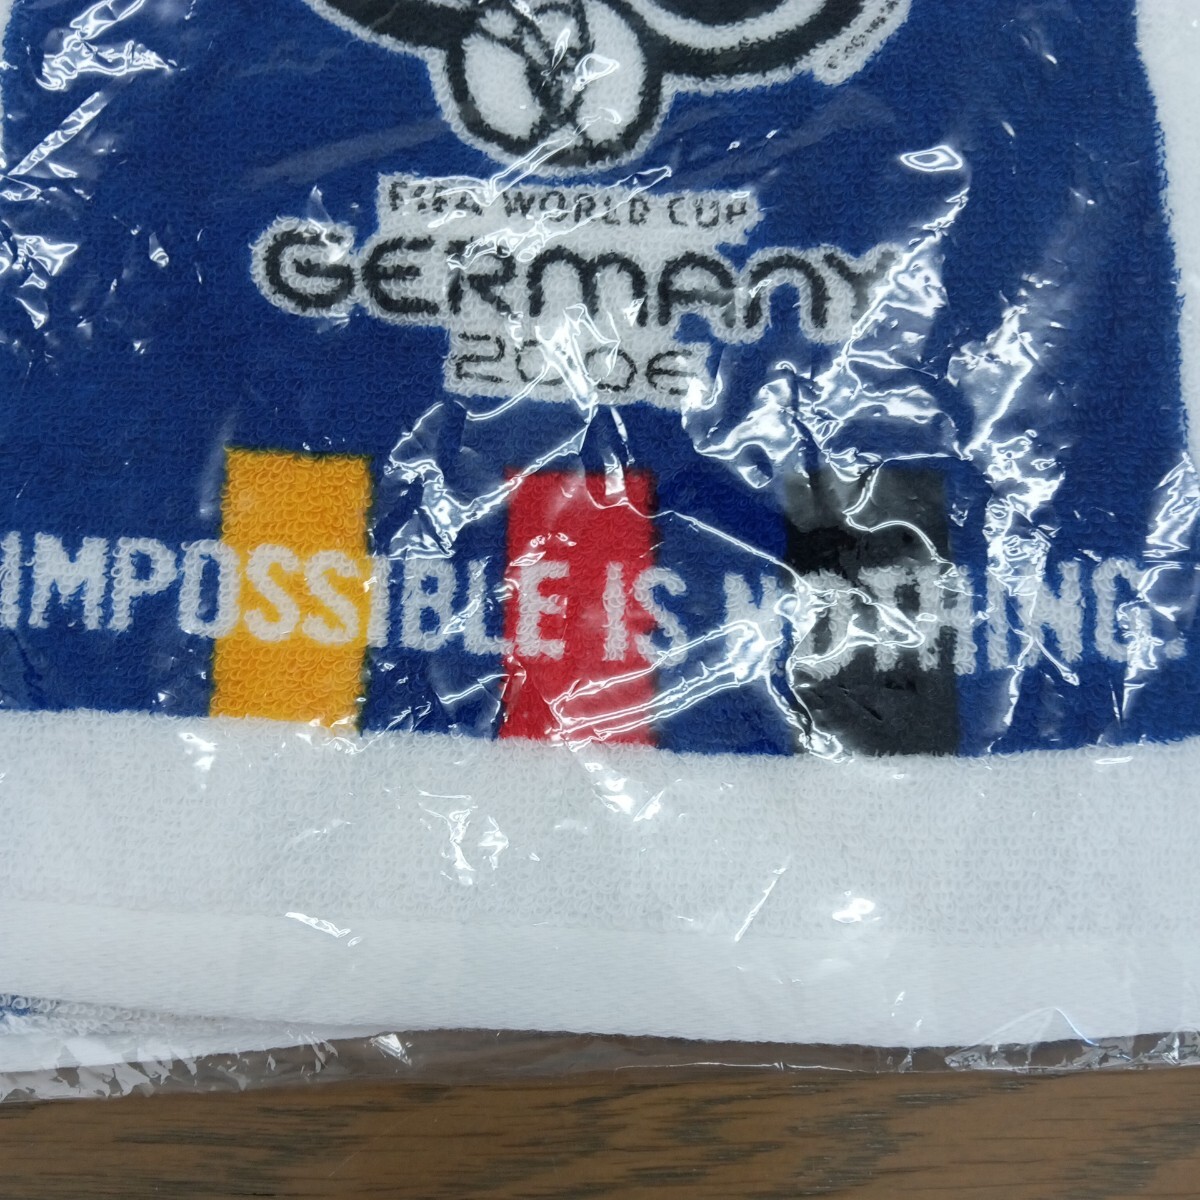 FIFA WORLD CUP
GERMANY
2006
IMPOSSIBLE IS NOTHING.